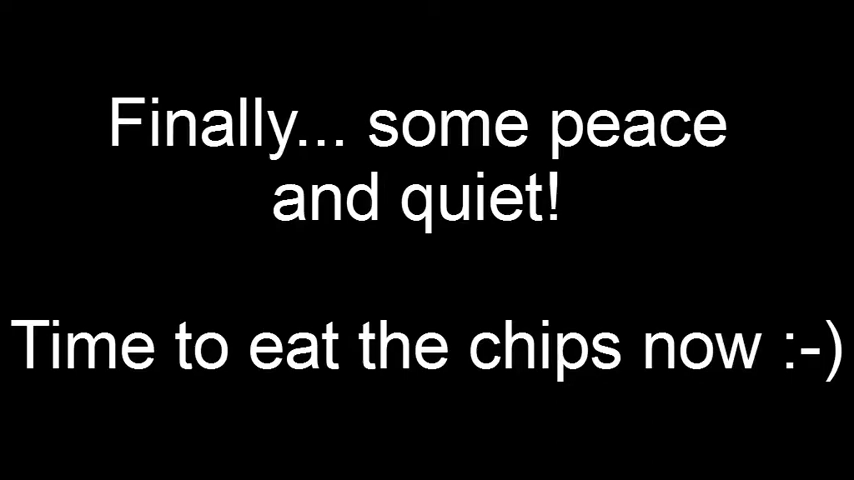 Finally... some peace
and quiet!
Time to eat the chips now :-)